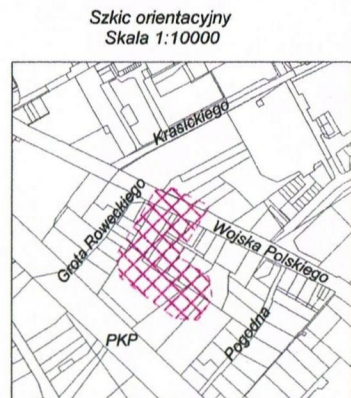 Szkic orientacyjny
Skala 1:10000
Krasickiego
Grota Roweckiego
Wojska Polskiego
Pogodna
PKP